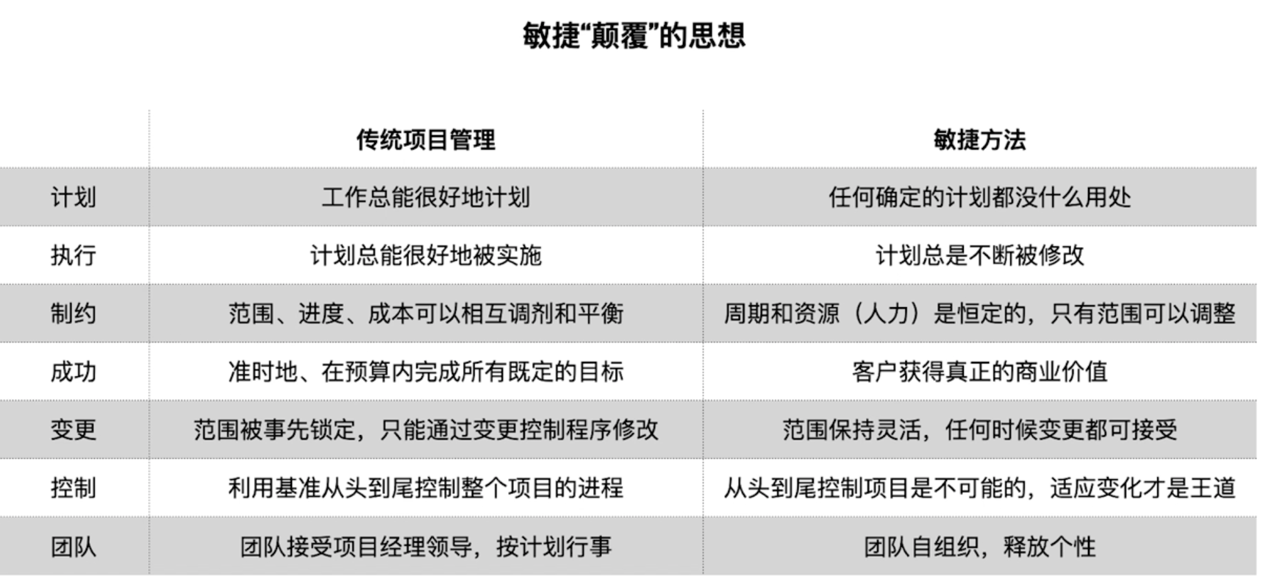 敏捷“颠覆”的思想
传统项目管理 敏捷方法
计划 工作总能很好地计划 任何确定的计划都没什么用处
执行 计划总能很好地被实施 计划总是不断被修改
制约 范围、进度、成本可以相互调剂和平衡 周期和资源（人力）是恒定的，只有范围可以调整
成功 准时地、在预算内完成所有既定的目标 客户获得真正的商业价值
变更 范围被事先锁定，只能通过变更控制程序修改 范围保持灵活，任何时候变更都可接受
控制 利用基准从头到尾控制整个项目的进程 从头到尾控制项目是不可能的，适应变化才是王道
团队 团队接受项目经理领导，按计划行事 团队自组织，释放个性